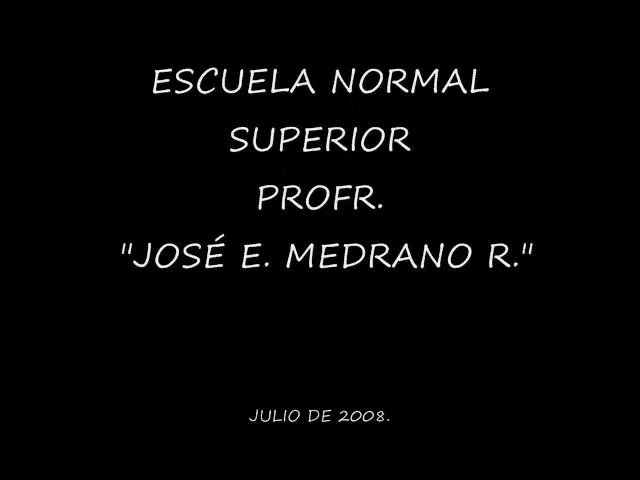 ESCUELA NORMAL
SUPERIOR
PROFR.
"JOSÉ E. MEDRANO R."
JULIO DE 2008.